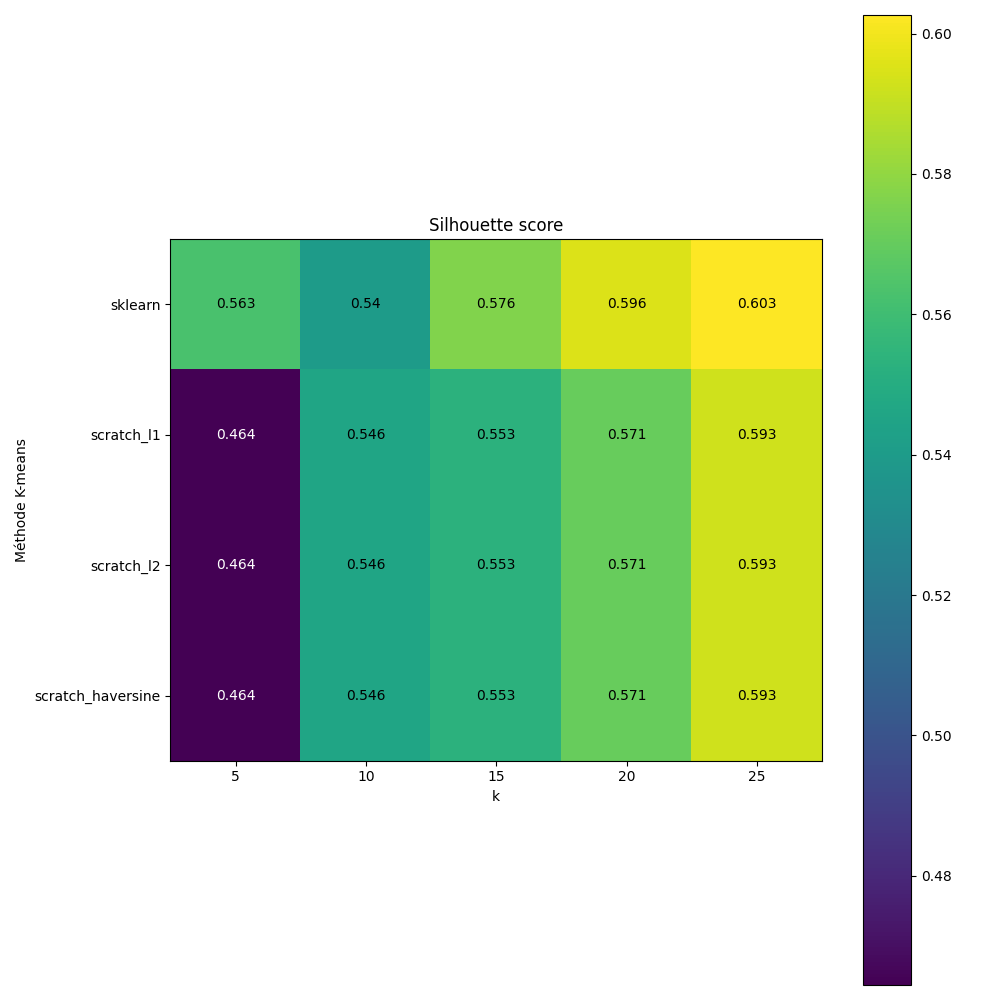 Silhouette score
0.60
0.58
0.56
0.54
0.52
0.50
0.48
Méthode K-means
sklearn 0.563 0.54 0.576 0.596 0.603
scratch_l1 0.464 0.546 0.553 0.571 0.593
scratch_l2 0.464 0.546 0.553 0.571 0.593
scratch_haversine 0.464 0.546 0.553 0.571 0.593
5 10 15 20 25
k